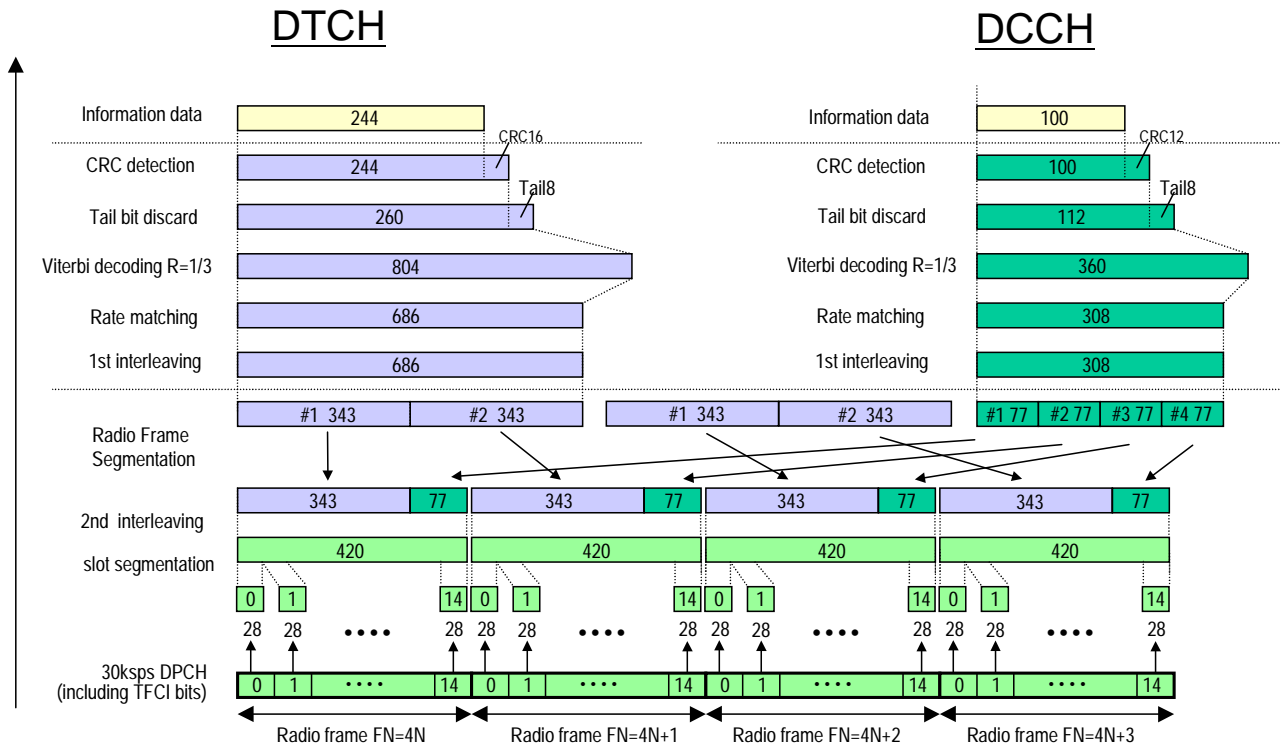 DTCH DCCH
Information data 244 Information data 100
CRC16 CRC12
CRC detection 244 CRC detection 100
Tail8 Tail8
Tail bit discard 260 Tail bit discard 112
Viterbi decoding R=1/3 804 Viterbi decoding R=1/3 360
Rate matching 686 Rate matching 308
1st interleaving 686 1st interleaving 308
#1 343 #2 343 #1 343 #2 343 #1 77 #2 77 #3 77 #4 77
Radio Frame
Segmentation
343 77 343 77 343 77 343 77
2nd interleaving
420 420 420 420
slot segmentation
0 1 14 0 1 14 0 1 14 0 1 14
28 28 •••• 28 28 28 •••• 28 28 28 •••• 28 28 28 •••• 28
30ksps DPCH
(including TFCI bits)
0 1 •••• 14 0 1 •••• 14 0 1 •••• 14 0 1 •••• 14
Radio frame FN=4N Radio frame FN=4N+1 Radio frame FN=4N+2 Radio frame FN=4N+3